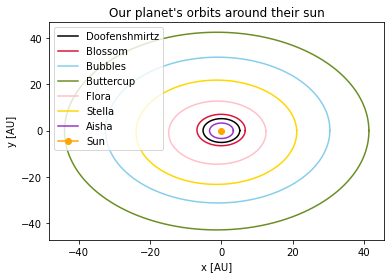 Our planet's orbits around their sun
Doofenshmirtz
Blossom
Bubbles
Buttercup
Flora
Stella
Aisha
Sun
y [AU]
40
20
0
−20
−40
−40
−20
0
20
40
x [AU]